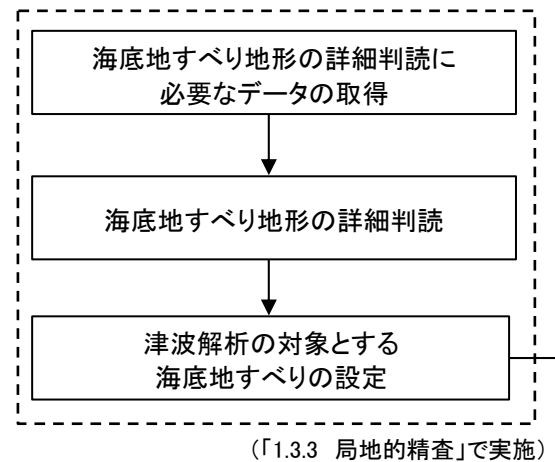 海底地すべり地形の詳細判読に
必要なデータの取得
海底地すべり地形の詳細判読
津波解析の対象とする
海底地すべりの設定
（「1.3.3 局地的精査」で実施）